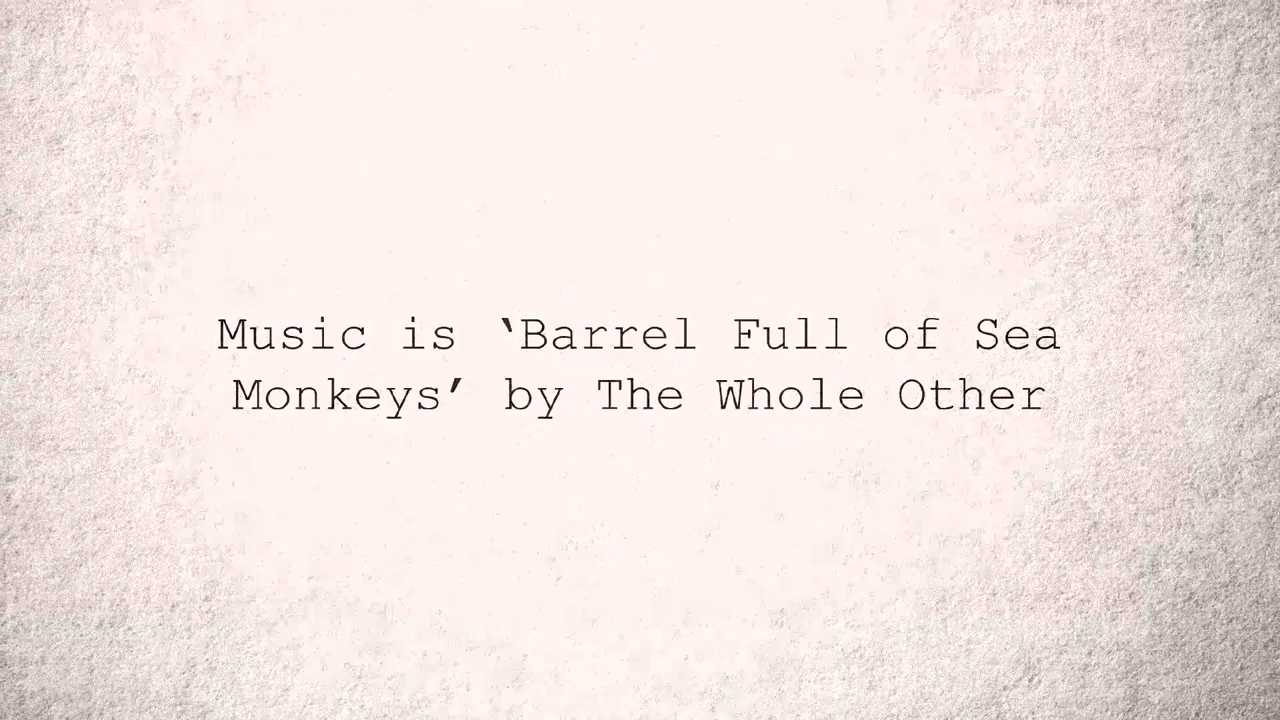 Music is ‘Barrel Full of Sea
Monkeys’ by The Whole Other